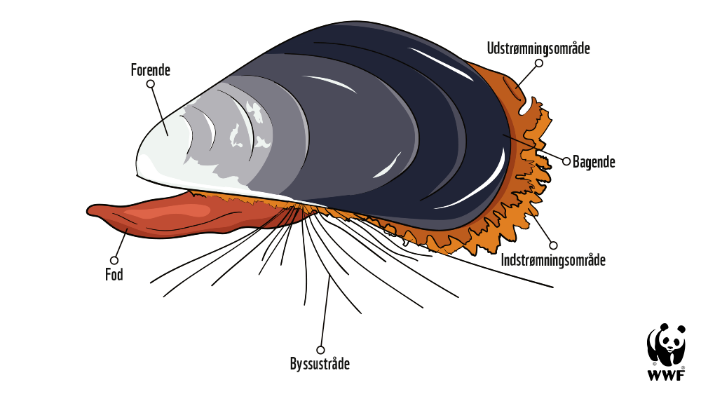 Udstrømningsområde
Forende
Bagende
Indstrømningsområde
Fod
Byssustråde
WWF